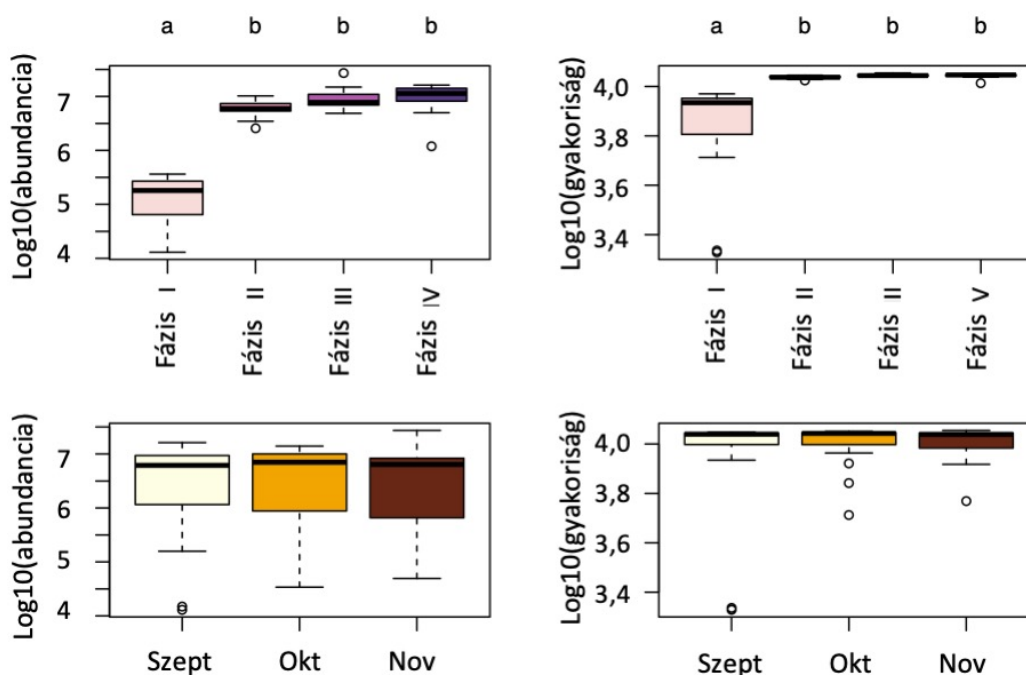 a b b b
Log10(abundancia)
7
6
5
4
Fázis I
Fázis II
Fázis III
Fázis IV
a b b b
Log10(gyakoriság)
4,0
3,8
3,6
3,4
Fázis I
Fázis II
Fázis II
Fázis V
Log10(abundancia)
7
6
5
4
Szept Okt Nov
Log10(gyakoriság)
4,0
3,8
3,6
3,4
Szept Okt Nov